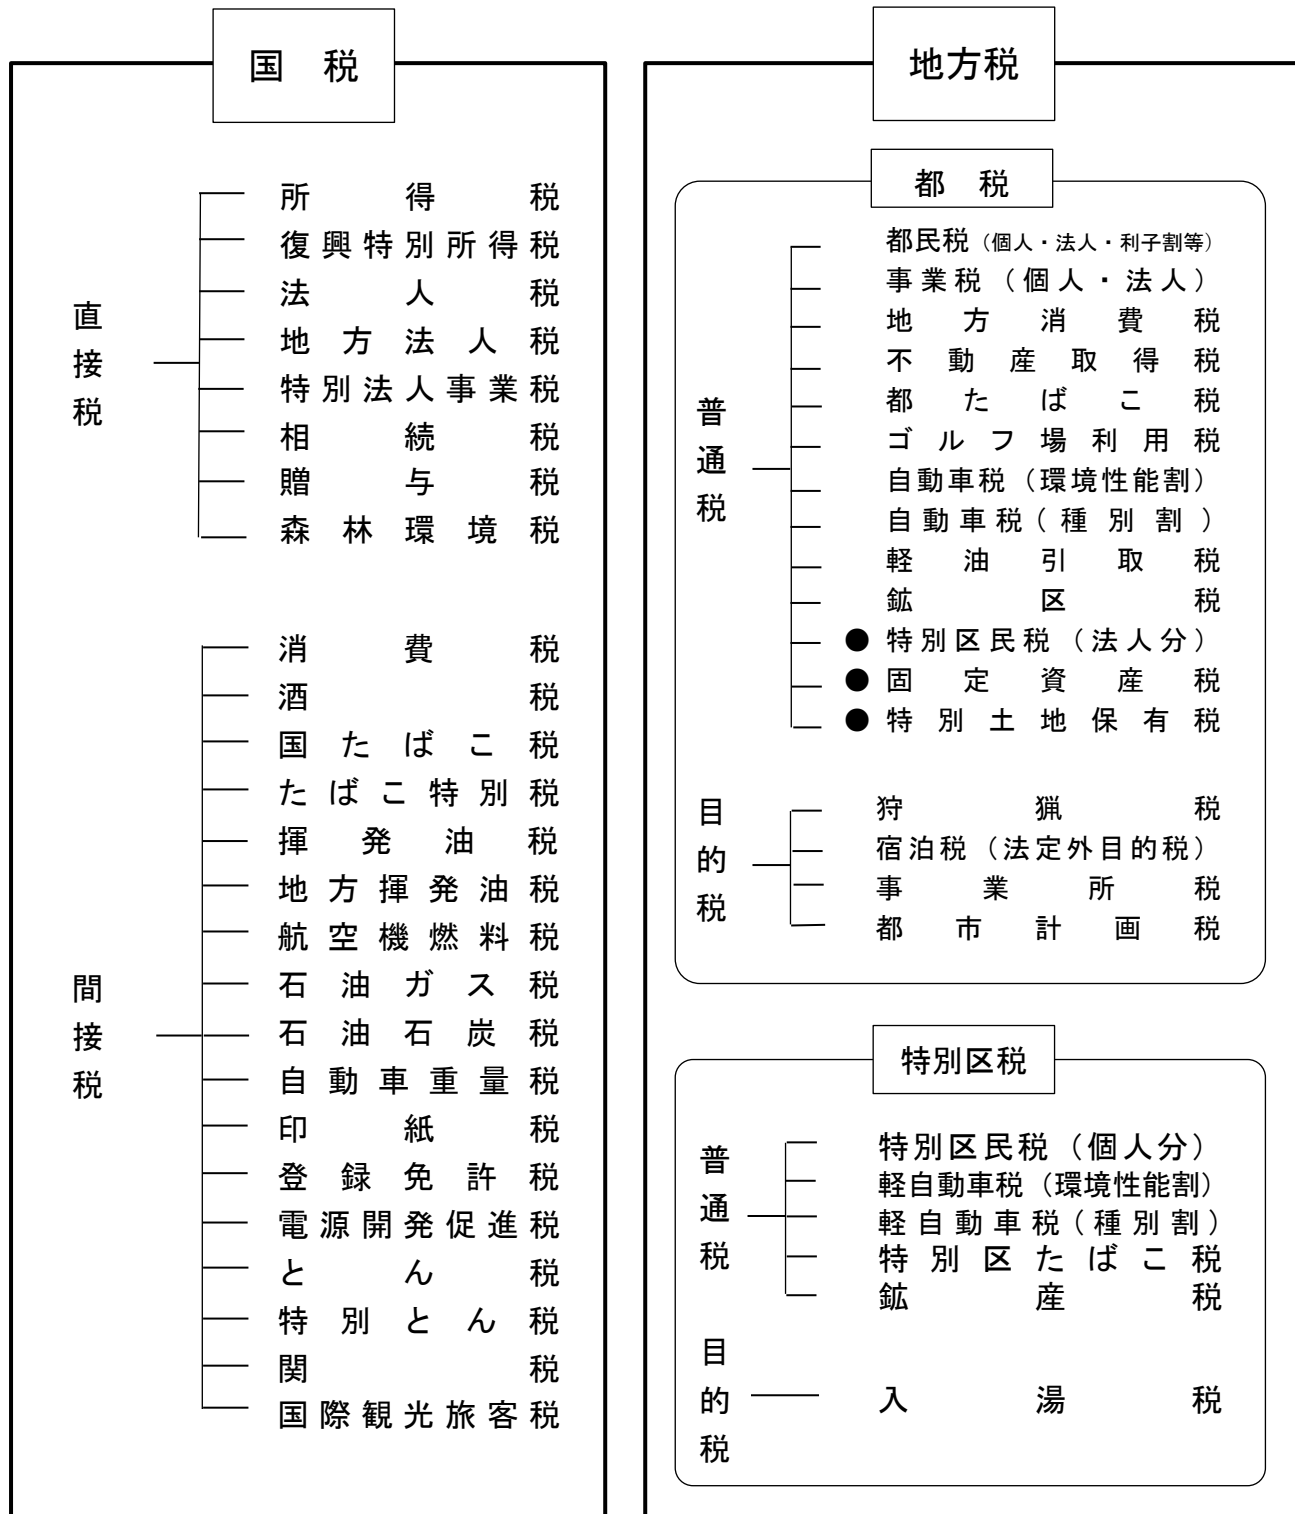 国税
直接税
所得税
復興特別所得税
法人税
地方法人税
特別法人事業税
相続税
贈与税
森林環境税
間接税
消費税
酒税
国たばこ税
たばこ特別税
揮発油税
地方揮発油税
航空機燃料税
石油ガス税
石油石炭税
自動車重量税
印紙税
登録免許税
電源開発促進税
とん税
特別とん税
関税
国際観光旅客税
地方税
都税
普通税
都民税（個人・法人・利子割等）
事業税（個人・法人）
地方消費税
不動産取得税
都たばこ税
ゴルフ場利用税
自動車税（環境性能割）
自動車税（種別割）
軽油引取税
鉱区税
●特別区民税（法人分）
●固定資産税
●特別土地保有税
目的税
狩猟税
宿泊税（法定外目的税）
事業所税
都市計画税
特別区税
普通税
特別区民税（個人分）
軽自動車税（環境性能割）
軽自動車税（種別割）
特別区たばこ税
鉱産税
目的税
入湯税